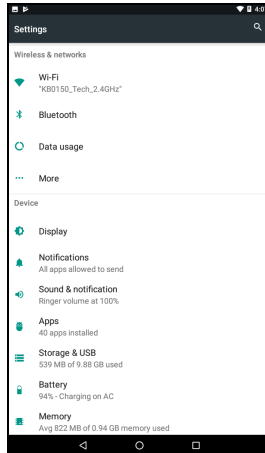 4:0
Settings
Wireless & networks
Wi-Fi
"KB0150_Tech_2.4GHz"
Bluetooth
Data usage
More
Device
Display
Notifications
All apps allowed to send
Sound & notification
Ringer volume at 100%
Apps
40 apps installed
Storage & USB
539 MB of 9.88 GB used
Battery
94% - Charging on AC
Memory
Avg 822 MB of 0.94 GB memory used